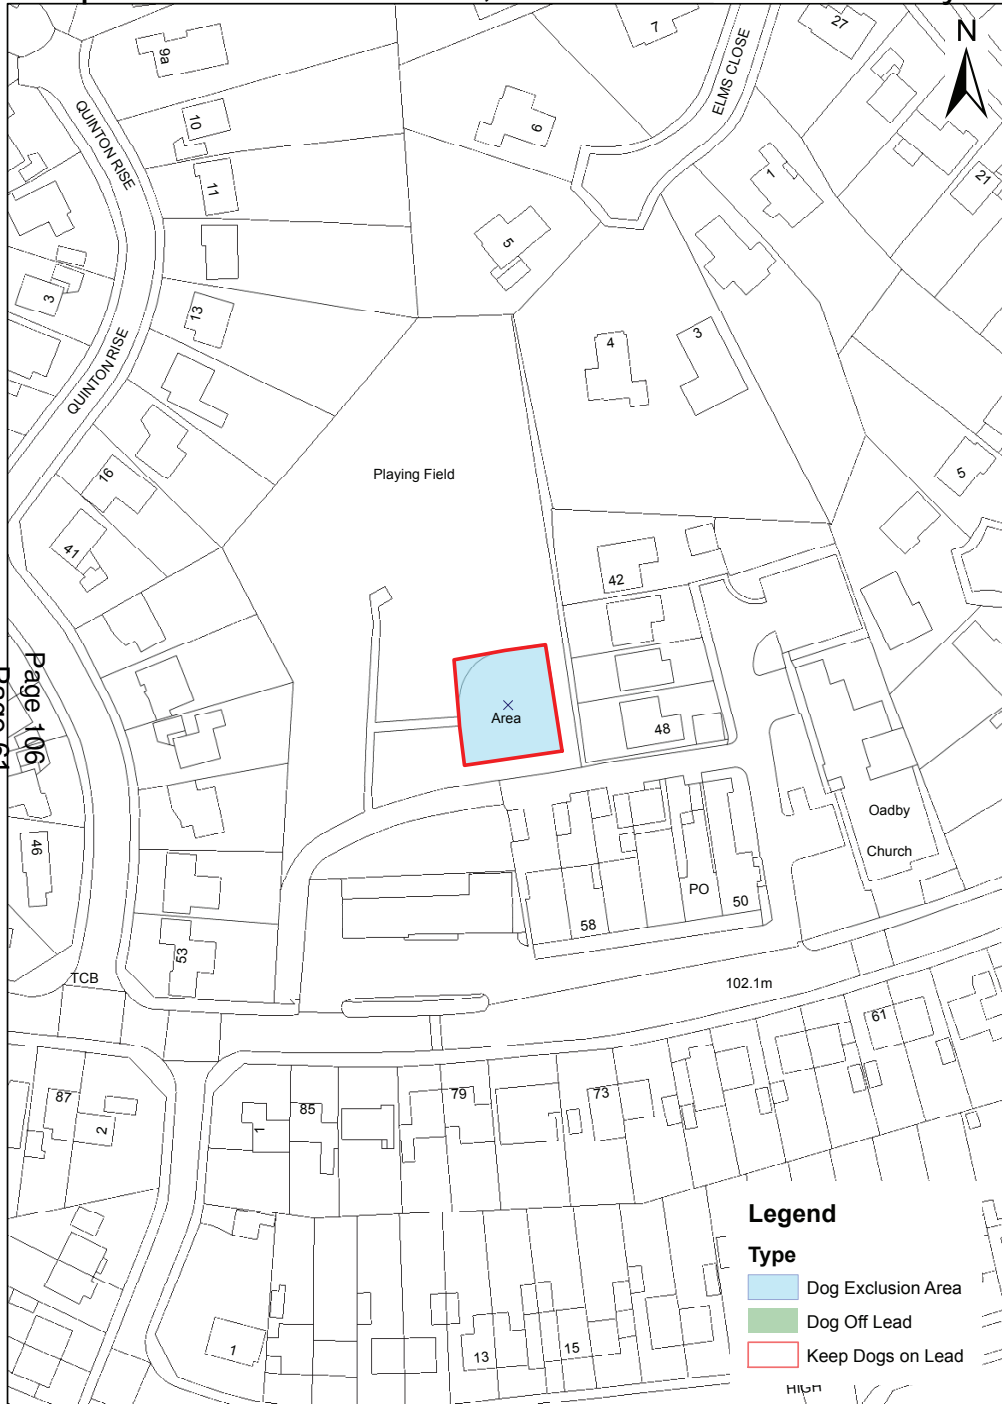 N
7
27
9a
ELMS CLOSE
QUINTON RISE
10
6
11
1
21
5
3
13
4
3
QUINTON RISE
Playing Field
16
5
41
42
Page 106
Area
48
Oadby
Church
46
PO
50
58
53
TCB
102.1m
61
87
2
1
85
79
73
Legend
Type
Dog Exclusion Area
Dog Off Lead
Keep Dogs on Lead
1
13
15
HIGH